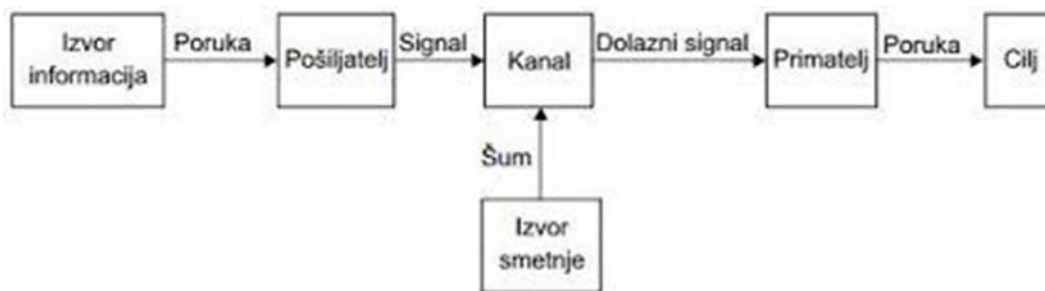 Izvor
informacija
Poruka
Pošiljatelj
Signal
Kanal
Dolazni signal
Primatelj
Poruka
Cilj
Šum
Izvor
smetnje